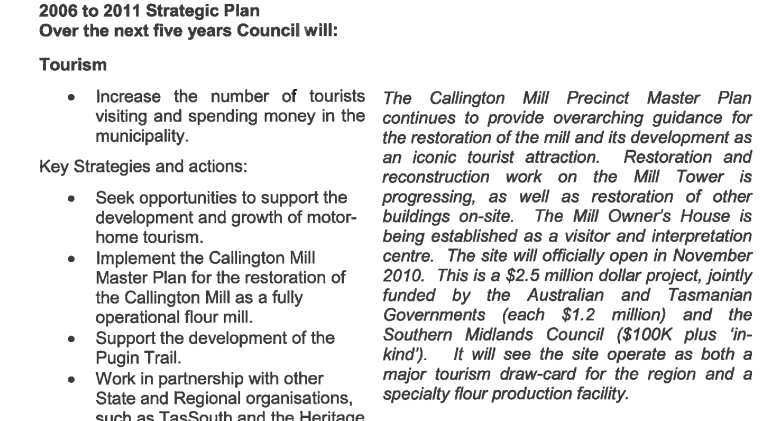 2006 to 2011 Strategic Plan
Over the next five years Council will:
Tourism
• Increase the number of tourists
visiting and spending money in the
municipality.
Key Strategies and actions:
• Seek opportunities to support the
development and growth of motor-
home tourism.
• Implement the Callington Mill
Master Plan for the restoration of
the Callington Mill as a fully
operational flour mill.
• Support the development of the
Pugin Trail.
• Work in partnership with other
State and Regional organisations,
such as TasSouth and the Heritage
The Callington Mill Precinct Master Plan
continues to provide overarching guidance for
the restoration of the mill and its development as
an iconic tourist attraction. Restoration and
reconstruction work on the Mill Tower is
progressing, as well as restoration of other
buildings on-site. The Mill Owner's House is
being established as a visitor and interpretation
centre. The site will officially open in November
2010. This is a $2.5 million dollar project, jointly
funded by the Australian and Tasmanian
Governments (each $1.2 million) and the
Southern Midlands Council ($100K plus 'in-
kind'). It will see the site operate as both a
major tourism draw-card for the region and a
specialty flour production facility.